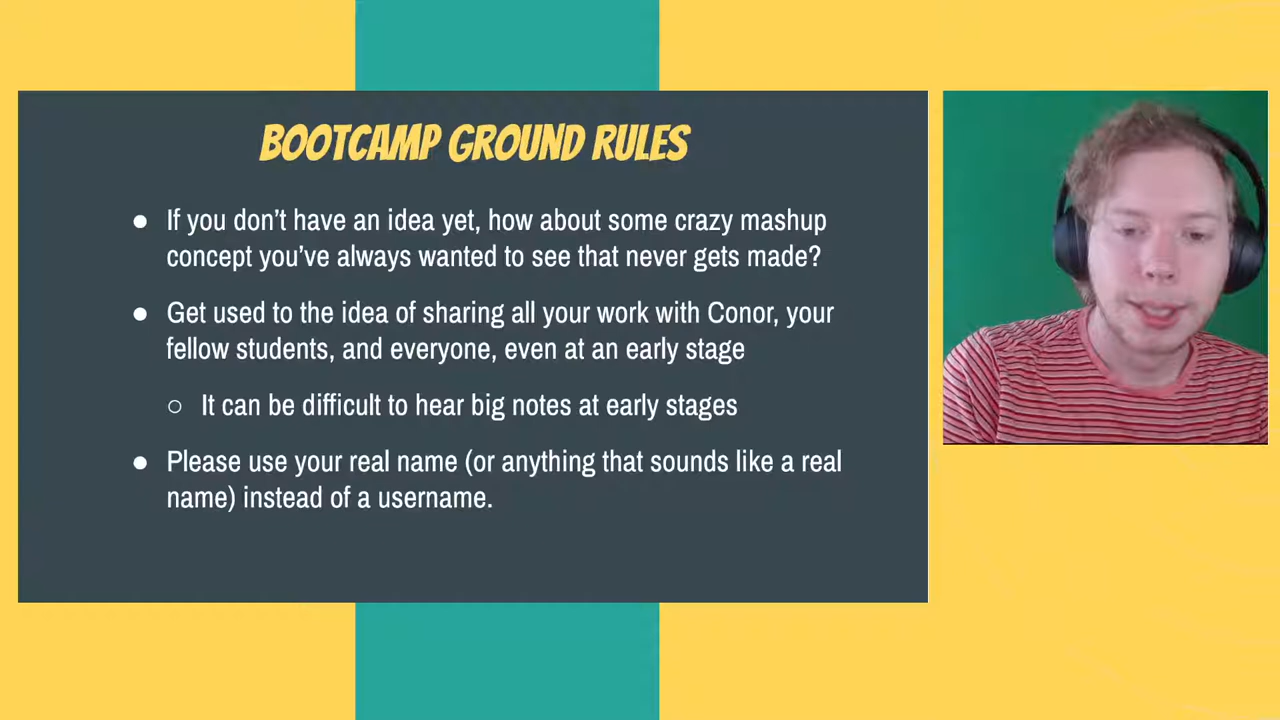 BOOTCAMP GROUND RULES
● If you don’t have an idea yet, how about some crazy mashup
concept you’ve always wanted to see that never gets made?
● Get used to the idea of sharing all your work with Conor, your
fellow students, and everyone, even at an early stage
○ It can be difficult to hear big notes at early stages
● Please use your real name (or anything that sounds like a real
name) instead of a username.